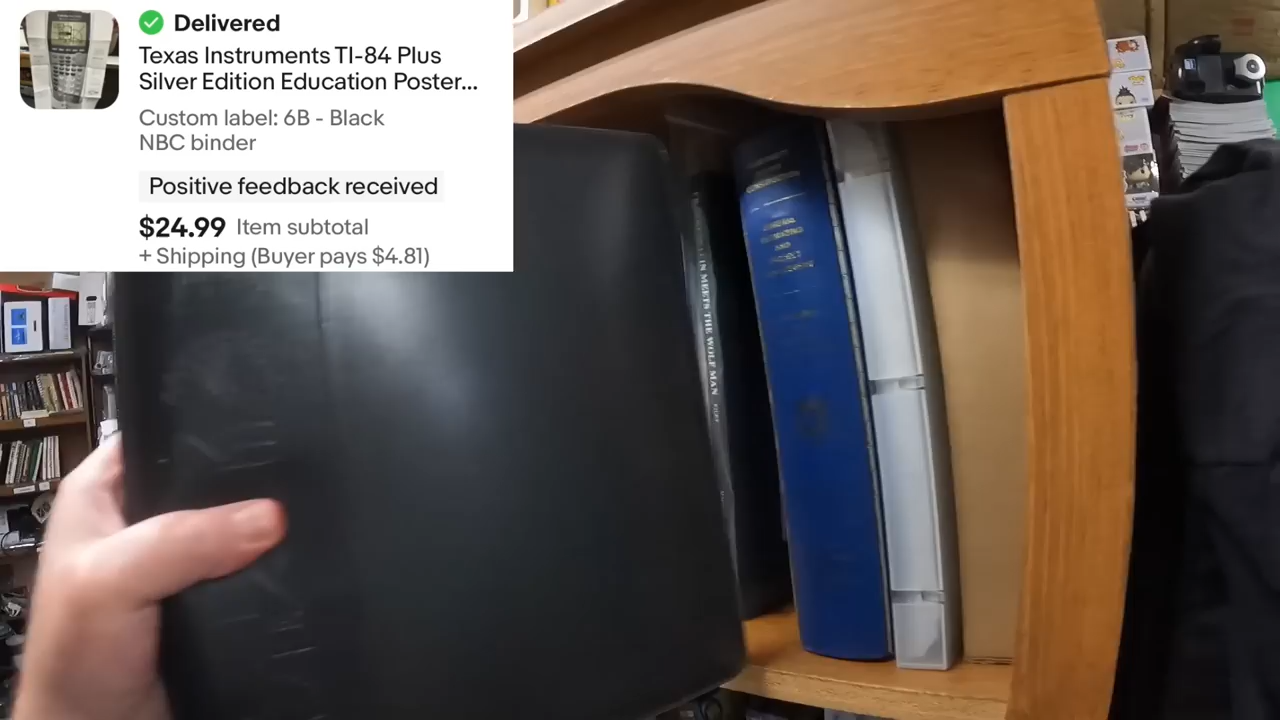 Delivered
Texas Instruments TI-84 Plus
Silver Edition Education Poster...
Custom label: 6B - Black
NBC binder
Positive feedback received
$24.99 Item subtotal
+ Shipping (Buyer pays $4.81)
MEETS THE WOLF MAN
AND